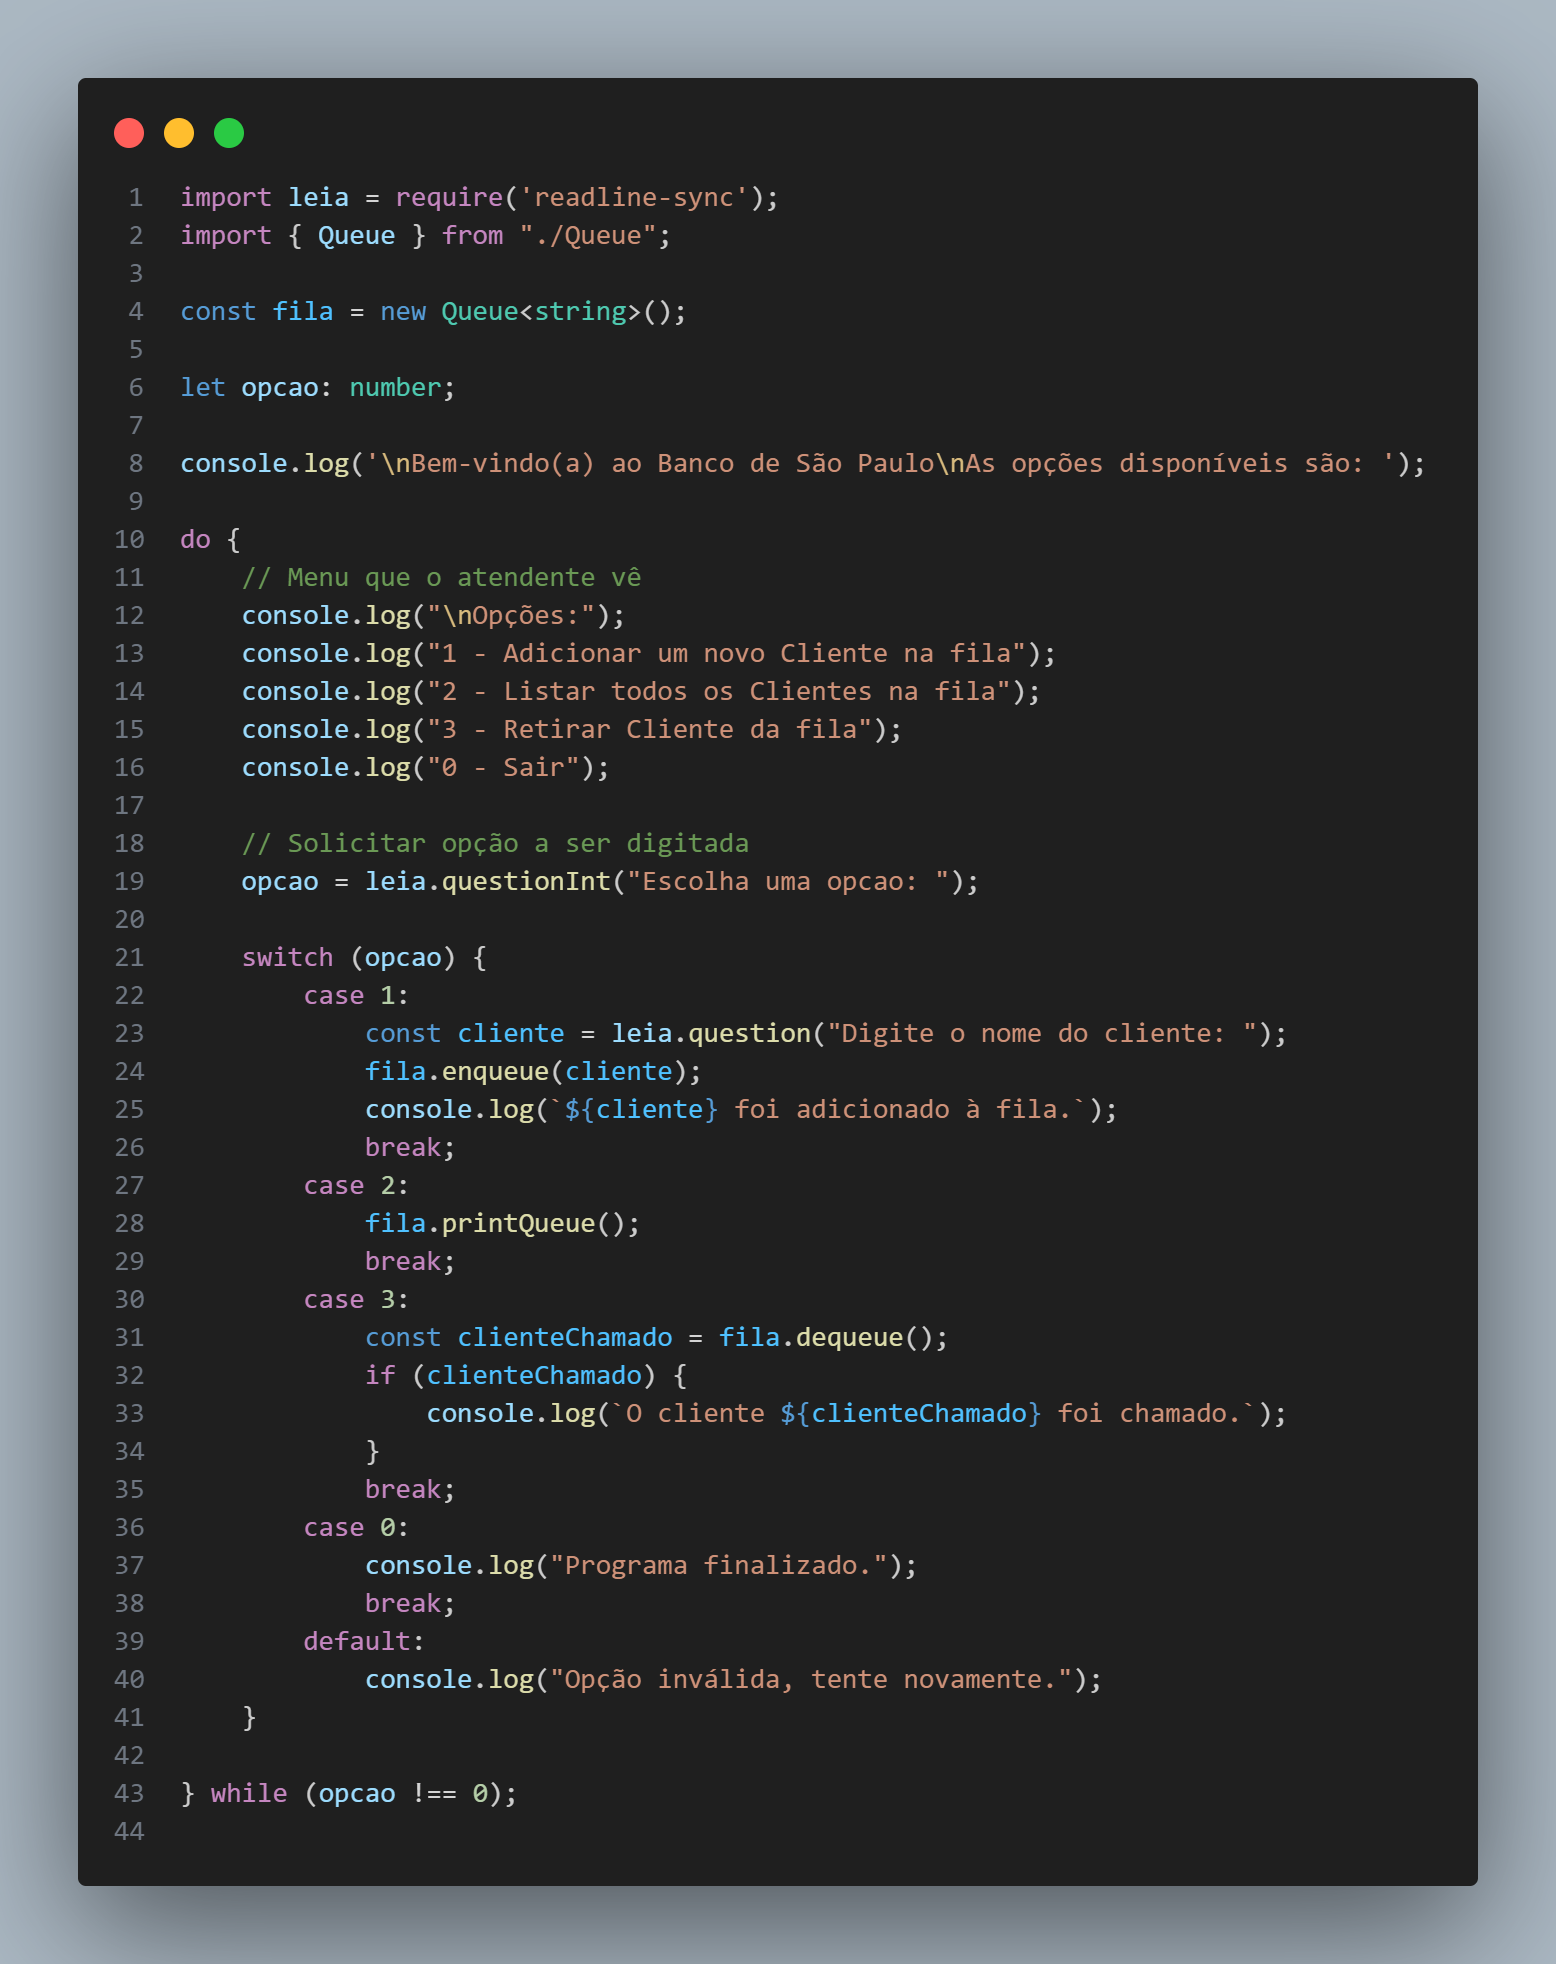 1 import leia = require('readline-sync');
2 import { Queue } from "./Queue";
3
4 const fila = new Queue<string>();
5
6 let opcao: number;
7
8 console.log('\nBem-vindo(a) ao Banco de São Paulo\nAs opções disponíveis são: ');
9
10 do {
11     // Menu que o atendente vê
12     console.log("\nOpções:");
13     console.log("1 - Adicionar um novo Cliente na fila");
14     console.log("2 - Listar todos os Clientes na fila");
15     console.log("3 - Retirar Cliente da fila");
16     console.log("0 - Sair");
17
18     // Solicitar opção a ser digitada
19     opcao = leia.questionInt("Escolha uma opcao: ");
20
21     switch (opcao) {
22         case 1:
23             const cliente = leia.question("Digite o nome do cliente: ");
24             fila.enqueue(cliente);
25             console.log(`${cliente} foi adicionado à fila.`);
26             break;
27         case 2:
28             fila.printQueue();
29             break;
30         case 3:
31             const clienteChamado = fila.dequeue();
32             if (clienteChamado) {
33                 console.log(`O cliente ${clienteChamado} foi chamado.`);
34             }
35             break;
36         case 0:
37             console.log("Programa finalizado.");
38             break;
39         default:
40             console.log("Opção inválida, tente novamente.");
41     }
42
43 } while (opcao !== 0);
44